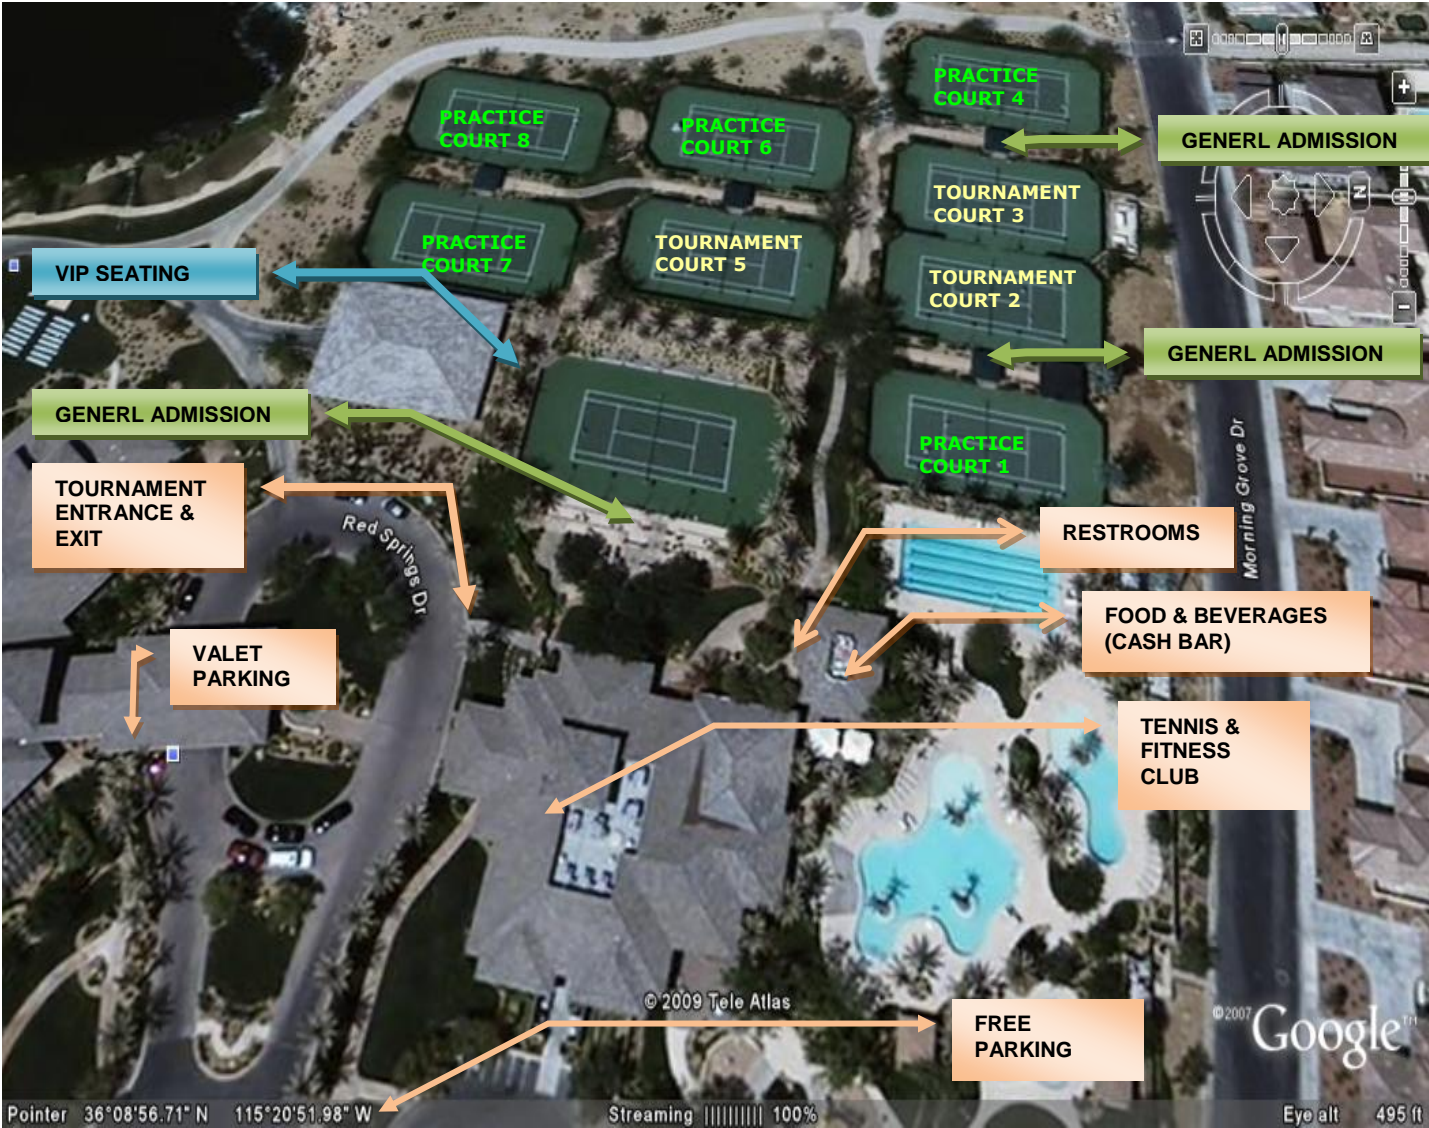 PRACTICE
COURT 4
PRACTICE
COURT 8
PRACTICE
COURT 6
GENERL ADMISSION
TOURNAMENT
COURT 3
N
PRACTICE
COURT 7
TOURNAMENT
COURT 5
VIP SEATING
TOURNAMENT
COURT 2
GENERL ADMISSION
GENERL ADMISSION
PRACTICE
COURT 1
TOURNAMENT
ENTRANCE &
EXIT
Red Springs Dr
Morning Grove Dr
RESTROOMS
FOOD & BEVERAGES
(CASH BAR)
VALET
PARKING
TENNIS &
FITNESS
CLUB
© 2009 Tele Atlas
FREE
PARKING
©2007 Google™
Pointer 36°08'56.71" N 115°20'51.98" W Streaming |||||||||| 100% Eye alt 495 ft